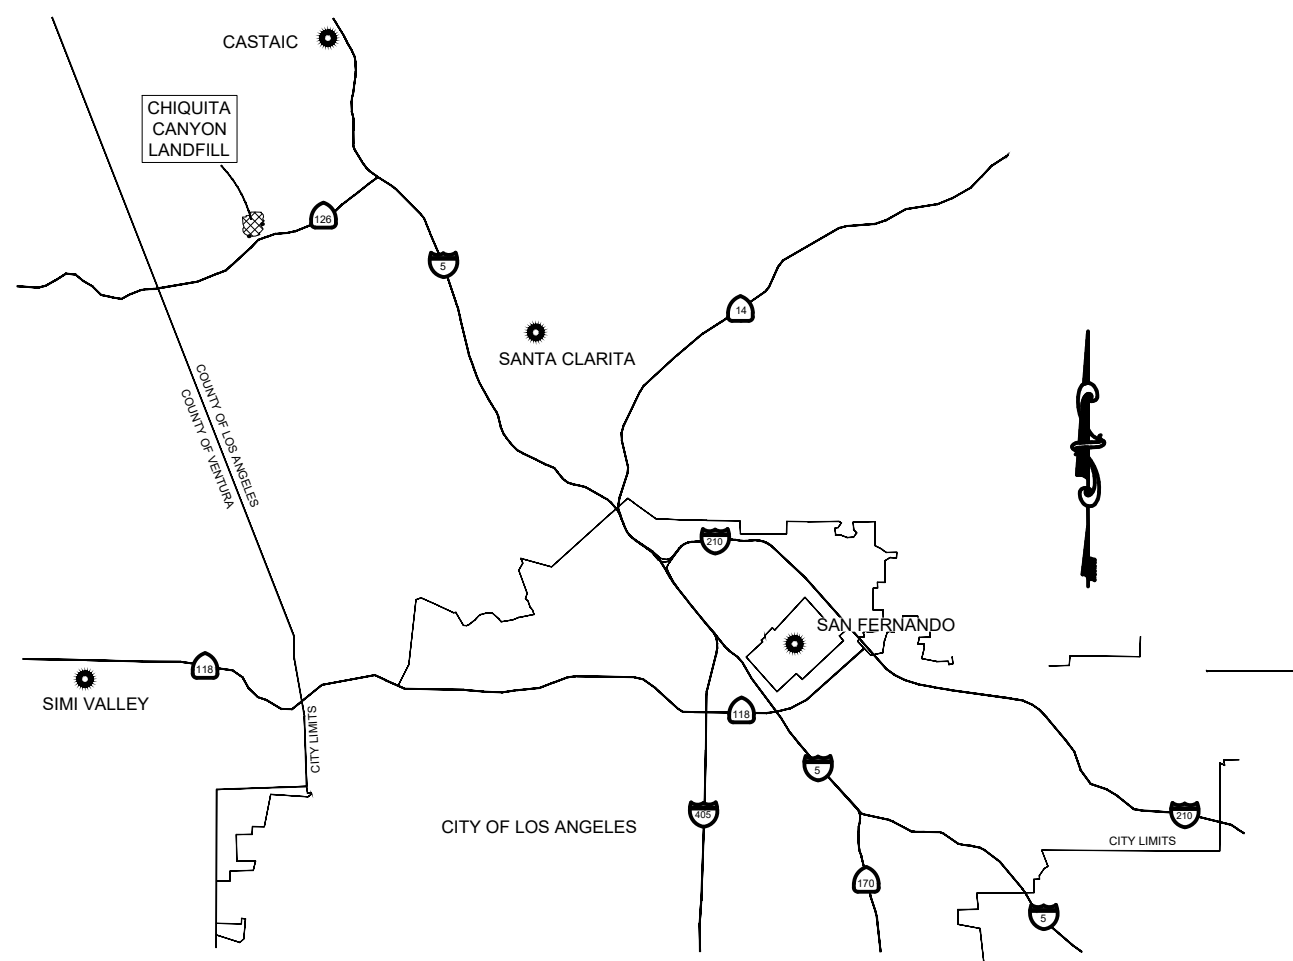 CASTAIC
CHIQUITA
CANYON
LANDFILL
126
5
14
SANTA CLARITA
COUNTY OF LOS ANGELES
COUNTY OF VENTURA
210
SAN FERNANDO
118
SIMI VALLEY
118
CITY LIMITS
5
405
210
CITY OF LOS ANGELES
CITY LIMITS
170
5